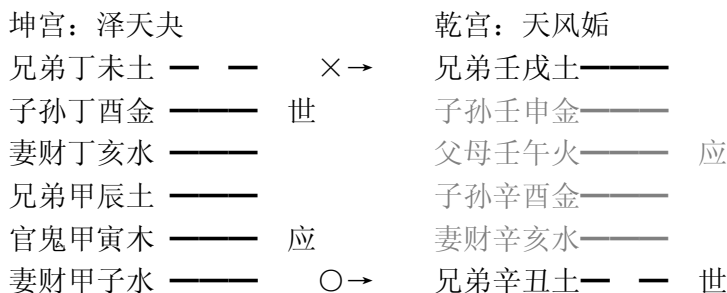 坤宫：泽天夬 乾宫：天风姤
兄弟丁未土 ×→ 兄弟壬戌土
子孙丁酉金 世 子孙壬申金
妻财丁亥水 父母壬午火 应
兄弟甲辰土 子孙辛酉金
官鬼甲寅木 应 妻财辛亥水
妻财甲子水 ○→ 兄弟辛丑土 世